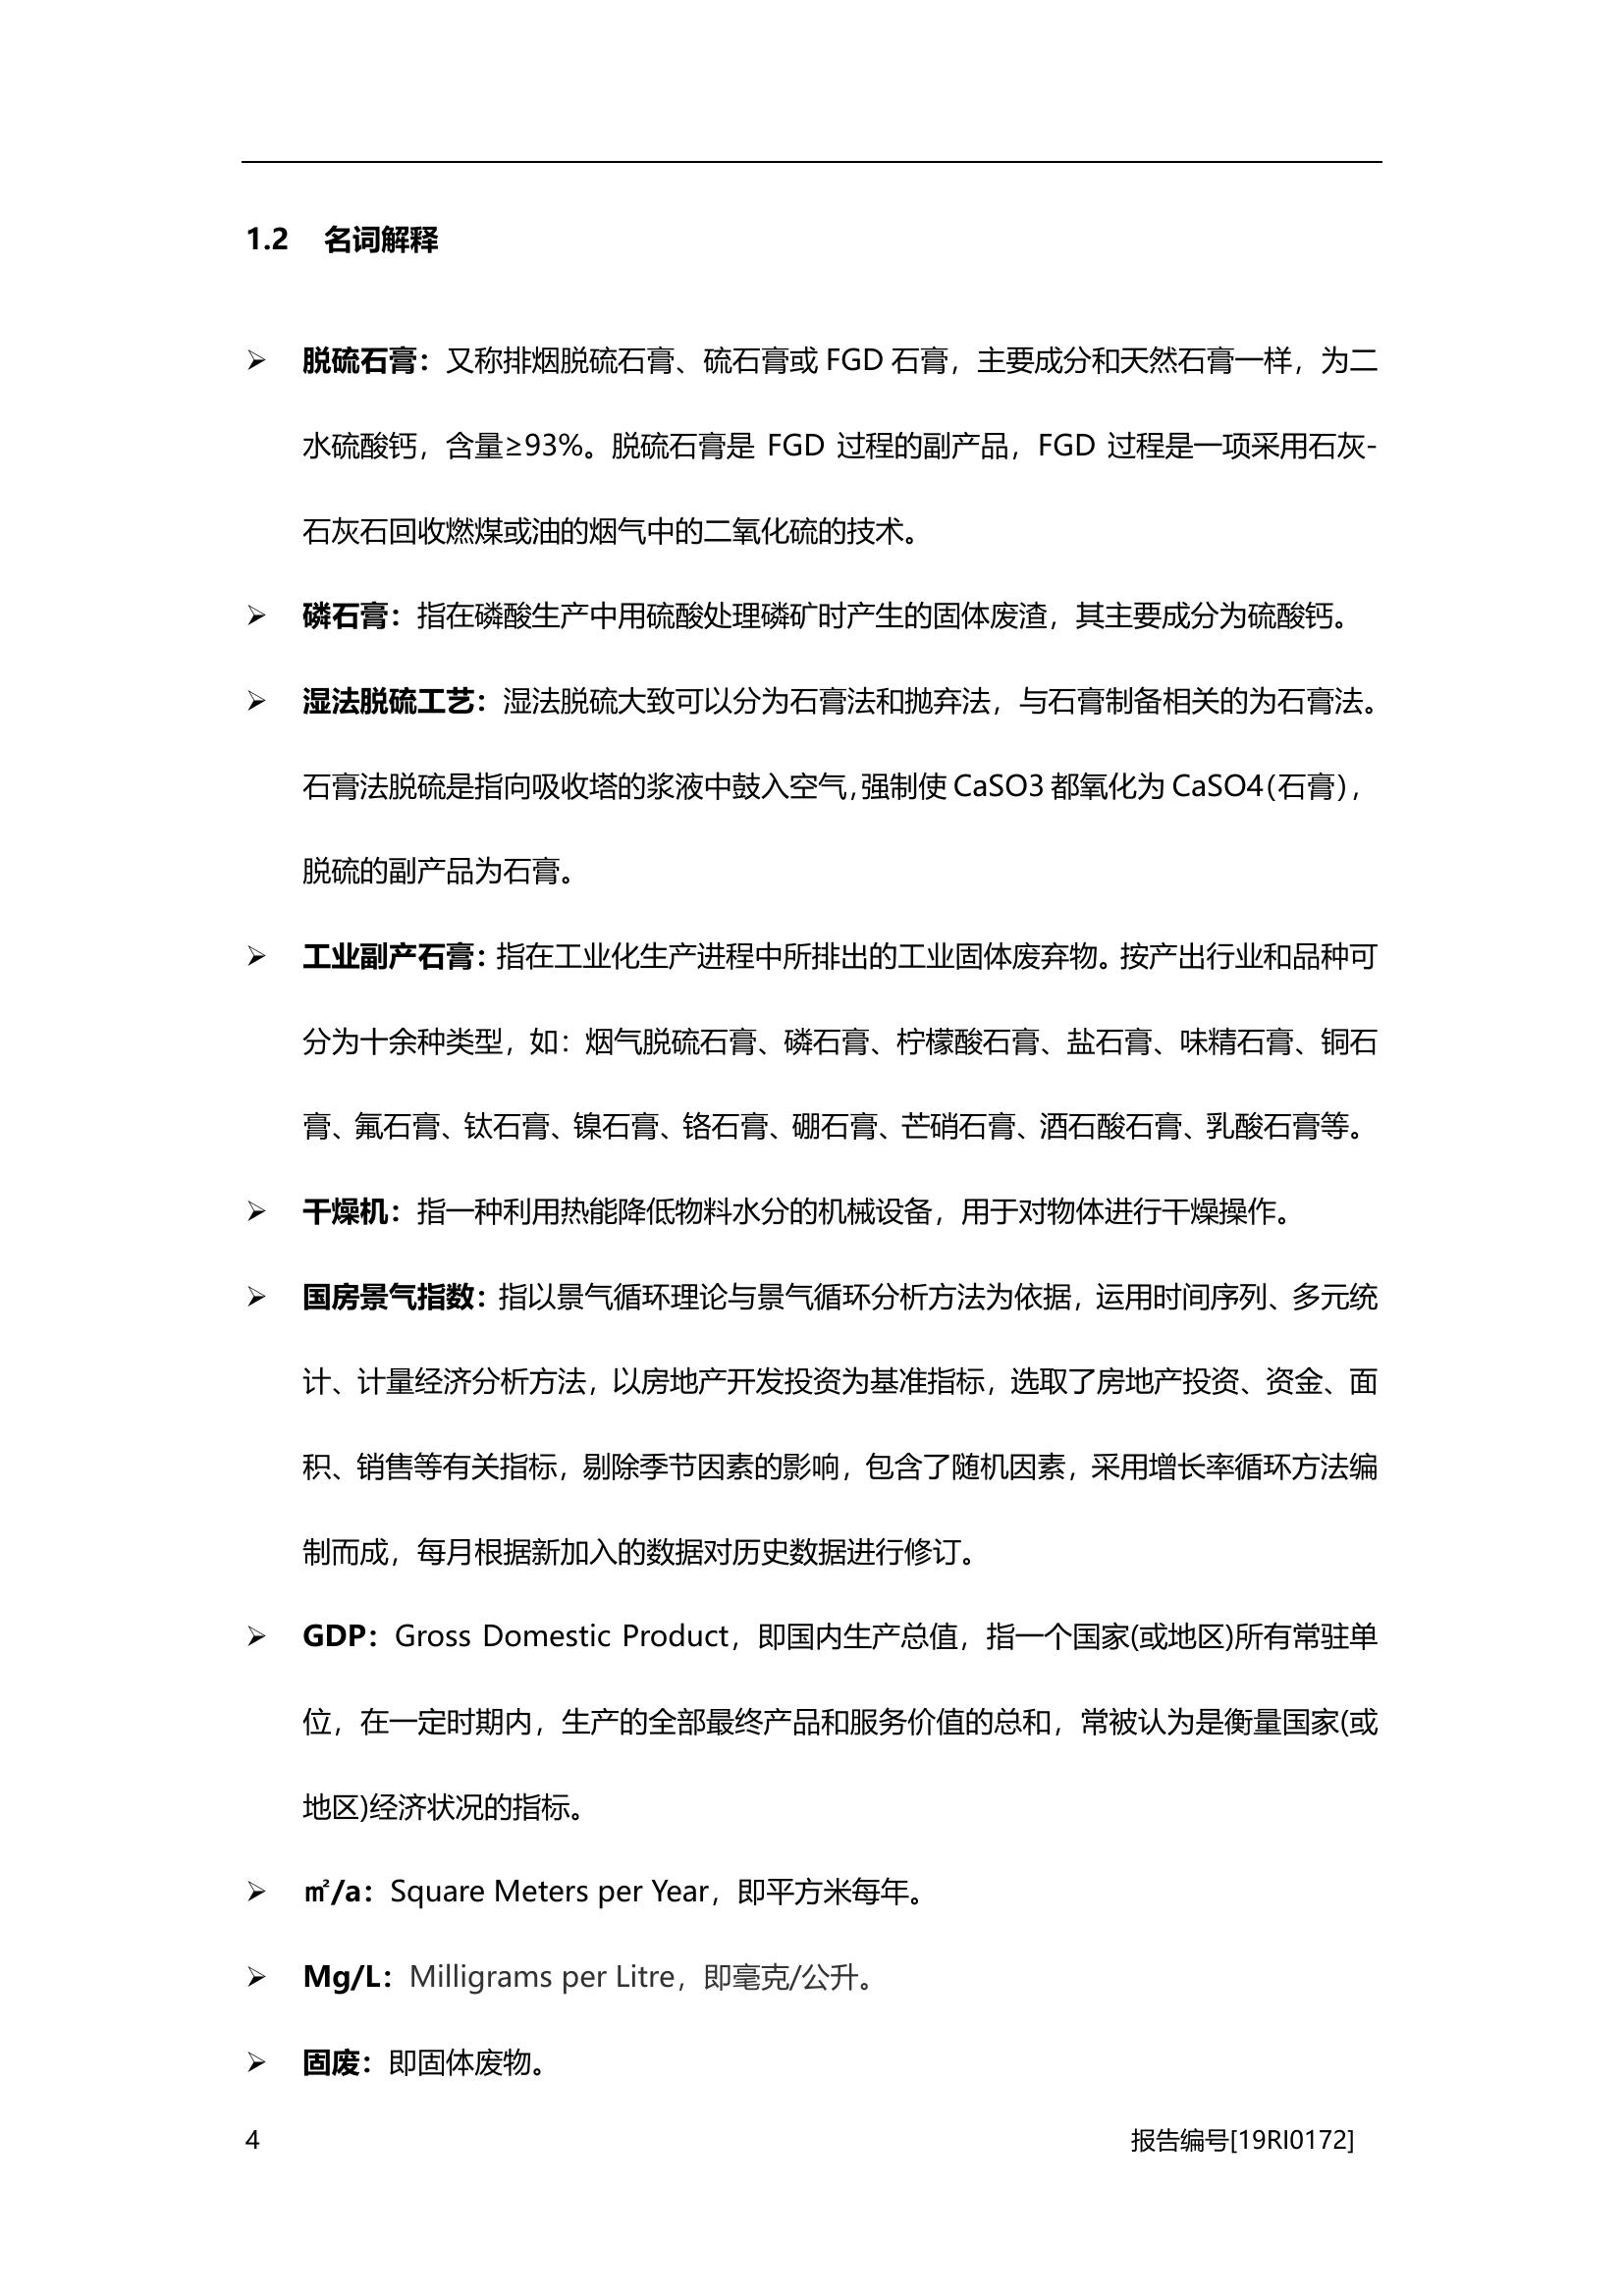 1.2 名词解释
➢ 脱硫石膏：又称排烟脱硫石膏、硫石膏或 FGD 石膏，主要成分和天然石膏一样，为二
水硫酸钙，含量≥93%。脱硫石膏是 FGD 过程的副产品，FGD 过程是一项采用石灰-
石灰石回收燃煤或油的烟气中的二氧化硫的技术。
➢ 磷石膏：指在磷酸生产中用硫酸处理磷矿时产生的固体废渣，其主要成分为硫酸钙。
➢ 湿法脱硫工艺：湿法脱硫大致可以分为石膏法和抛弃法，与石膏制备相关的为石膏法。
石膏法脱硫是指向吸收塔的浆液中鼓入空气，强制使 CaSO3 都氧化为 CaSO4（石膏），
脱硫的副产品为石膏。
➢ 工业副产石膏：指在工业化生产进程中所排出的工业固体废弃物。按产出行业和品种可
分为十余种类型，如：烟气脱硫石膏、磷石膏、柠檬酸石膏、盐石膏、味精石膏、铜石
膏、氟石膏、钛石膏、镍石膏、铬石膏、硼石膏、芒硝石膏、酒石酸石膏、乳酸石膏等。
➢ 干燥机：指一种利用热能降低物料水分的机械设备，用于对物体进行干燥操作。
➢ 国房景气指数：指以景气循环理论与景气循环分析方法为依据，运用时间序列、多元统
计、计量经济分析方法，以房地产开发投资为基准指标，选取了房地产投资、资金、面
积、销售等有关指标，剔除季节因素的影响，包含了随机因素，采用增长率循环方法编
制而成，每月根据新加入的数据对历史数据进行修订。
➢ GDP：Gross Domestic Product，即国内生产总值，指一个国家(或地区)所有常驻单
位，在一定时期内，生产的全部最终产品和服务价值的总和，常被认为是衡量国家(或
地区)经济状况的指标。
➢ ㎡/a：Square Meters per Year，即平方米每年。
➢ Mg/L：Milligrams per Litre，即毫克/公升。
➢ 固废：即固体废物。
4 报告编号[19RI0172]